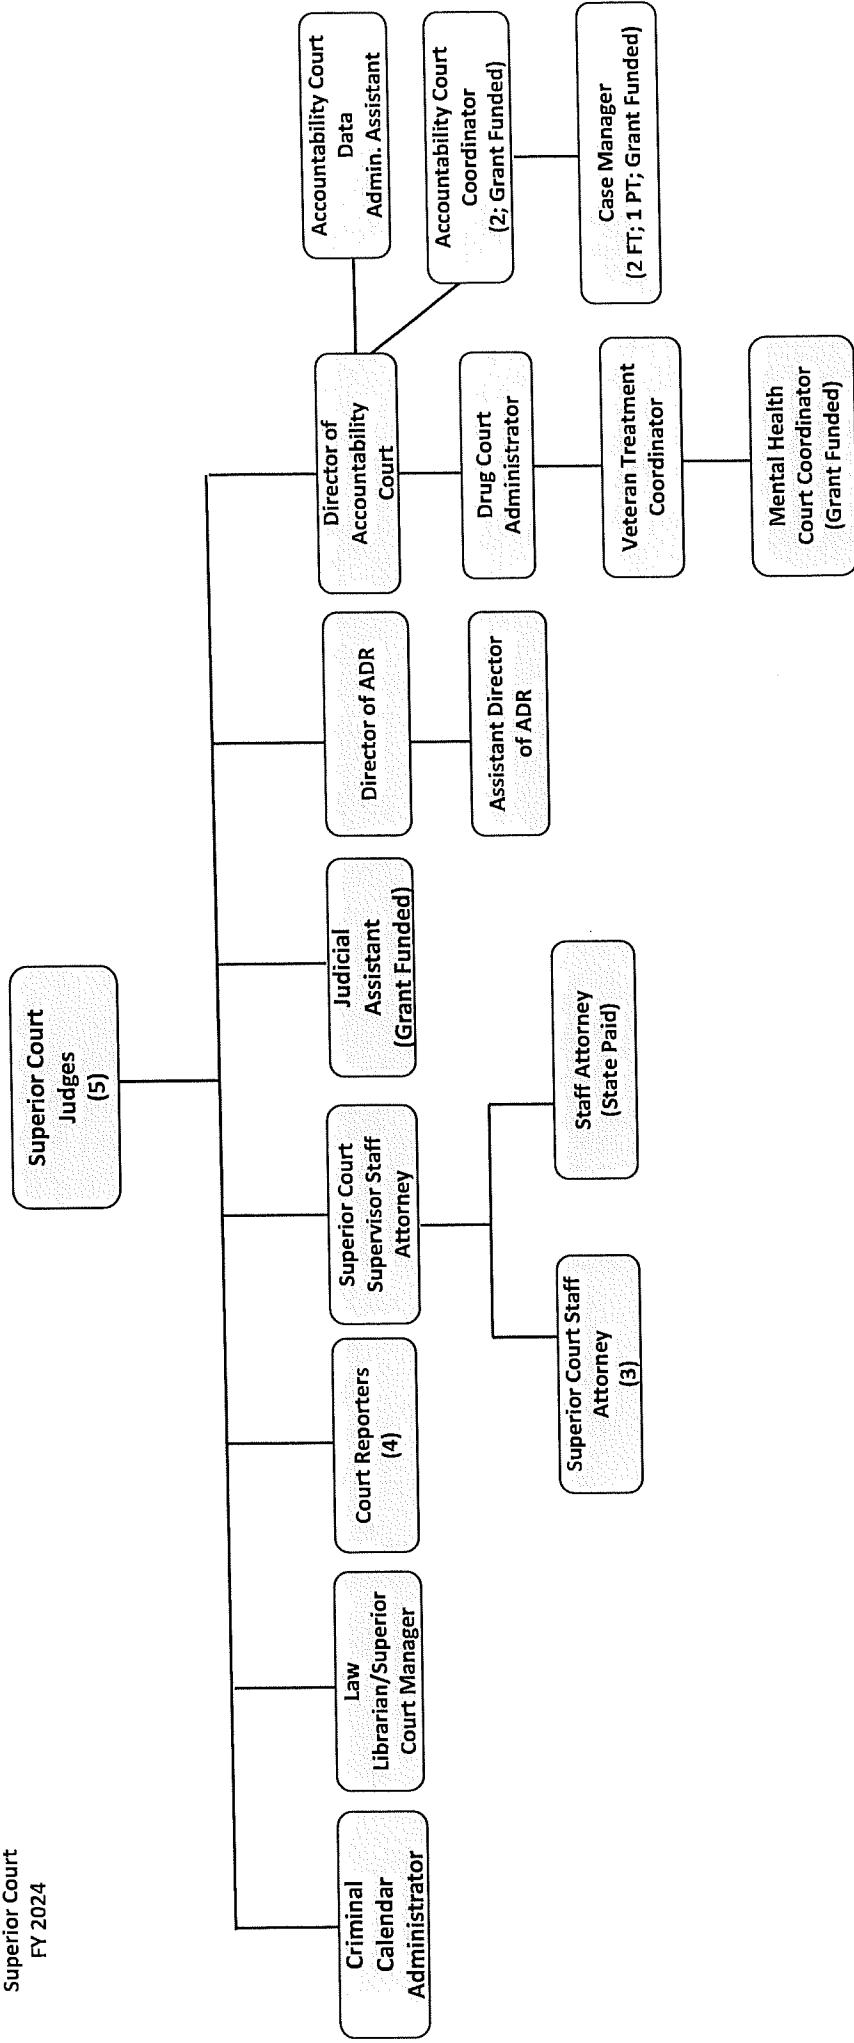 Superior Court
FY 2024
Superior Court
Judges
(5)
Criminal
Calendar
Administrator
Law
Librarian/Superior
Court Manager
Court Reporters
(4)
Superior Court
Supervisor Staff
Attorney
Superior Court Staff
Attorney
(3)
Staff Attorney
(State Paid)
Judicial
Assistant
(Grant Funded)
Director of ADR
Assistant Director
of ADR
Director of
Accountability
Court
Drug Court
Administrator
Veteran Treatment
Coordinator
Mental Health
Court Coordinator
(Grant Funded)
Accountability Court
Data
Admin. Assistant
Accountability Court
Coordinator
(2; Grant Funded)
Case Manager
(2 FT; 1 PT; Grant Funded)